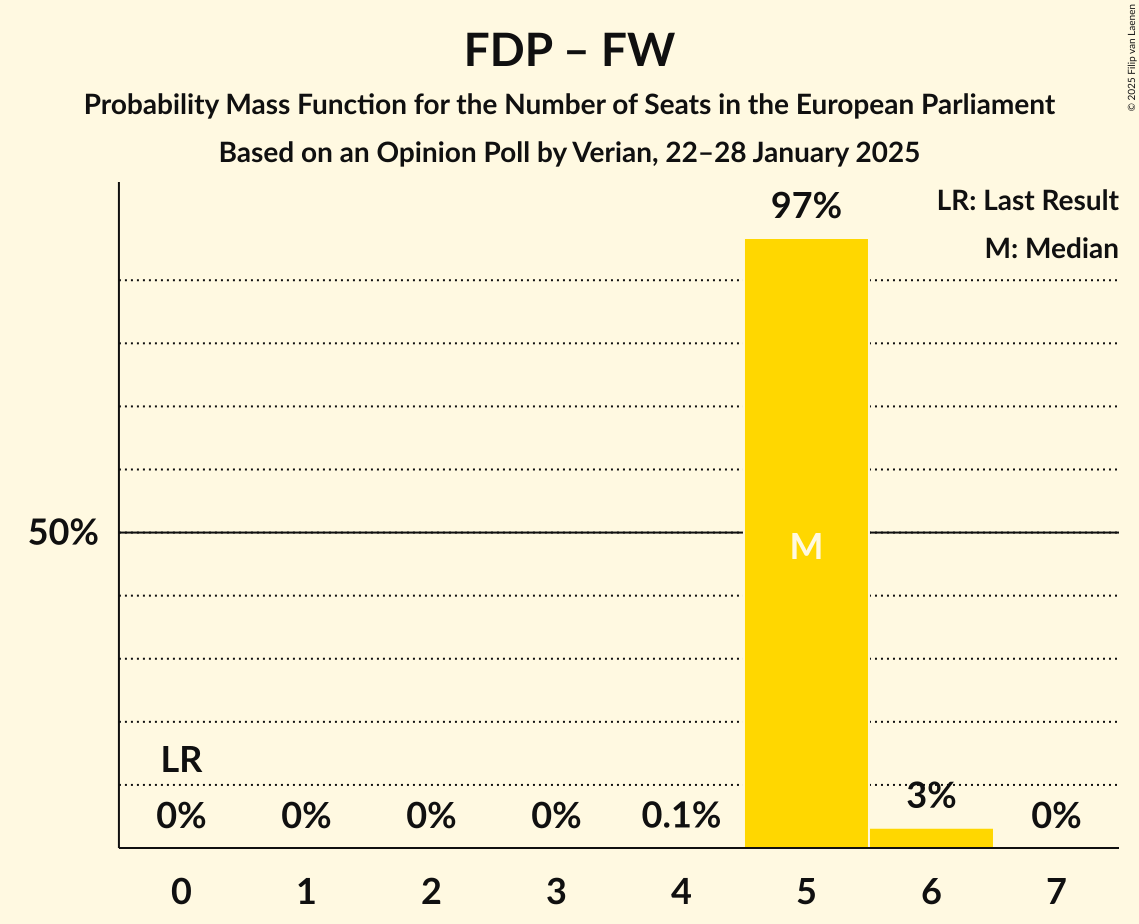 FDP – FW
Probability Mass Function for the Number of Seats in the European Parliament
Based on an Opinion Poll by Verian, 22–28 January 2025
© 2025 Filip van Laenen
LR: Last Result
M: Median
97%
50%
M
LR
0% 0% 0% 0% 0.1% 3% 0%
0 1 2 3 4 5 6 7